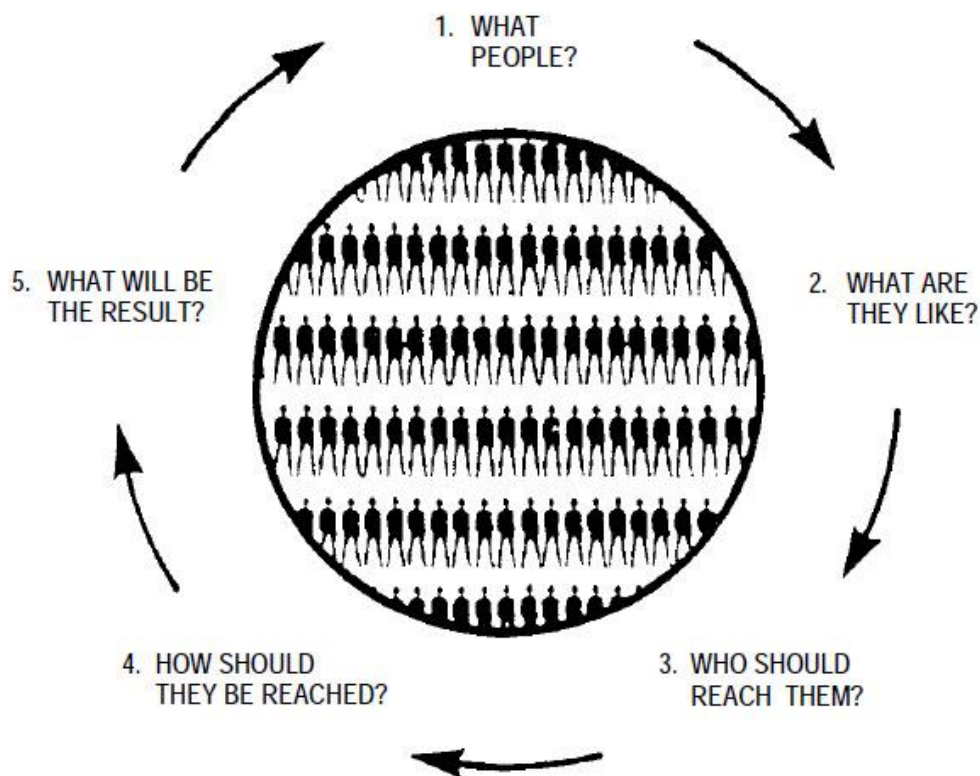 1. WHAT
PEOPLE?
2. WHAT ARE
THEY LIKE?
3. WHO SHOULD
REACH THEM?
4. HOW SHOULD
THEY BE REACHED?
5. WHAT WILL BE
THE RESULT?